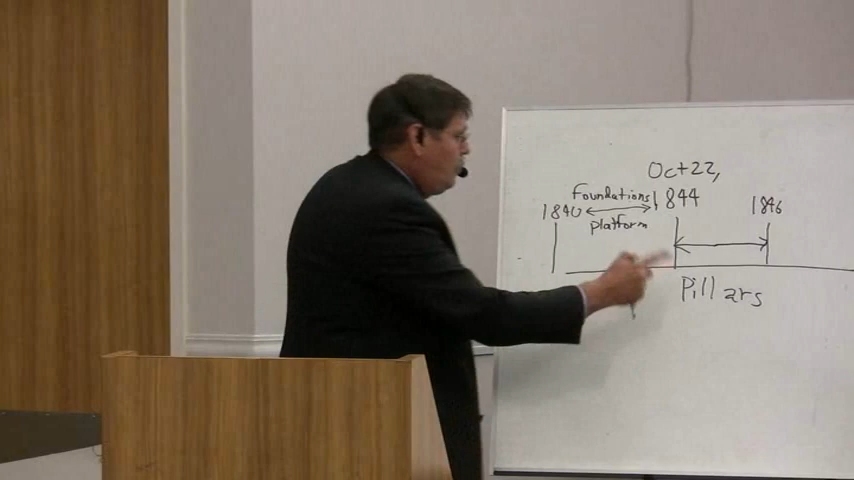 Oct 22,
Foundations
1840
1844
1846
platform
Pillars